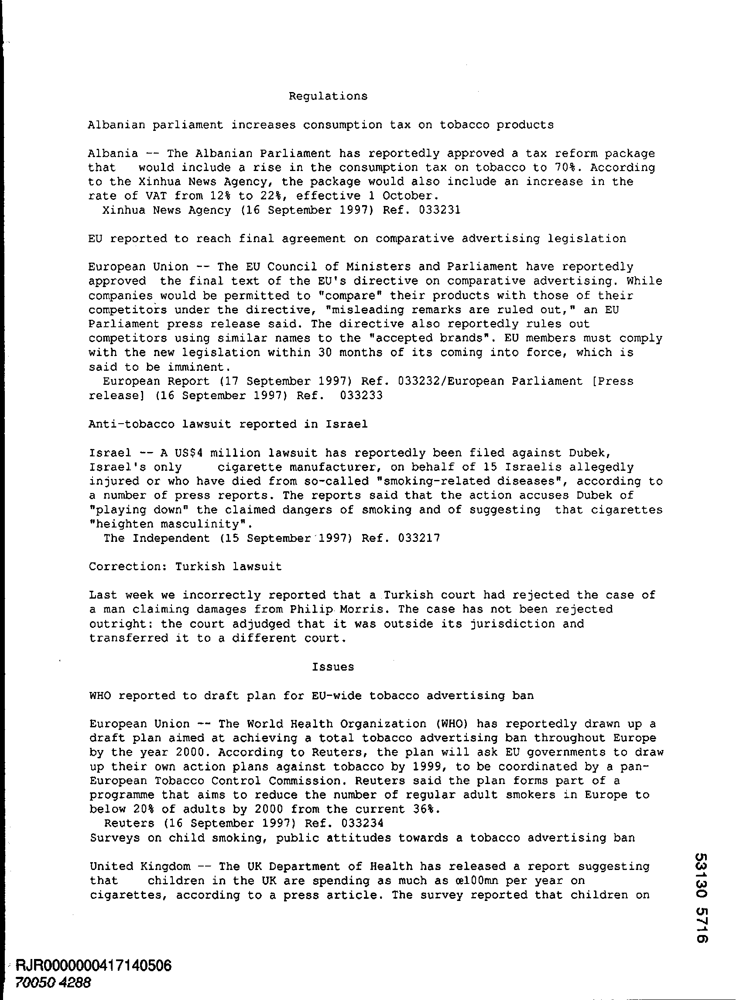 Regulations
Albanian parliament increases consumption tax on tobacco products
Albania -- The Albanian Parliament has reportedly approved a tax reform package
that would include a rise in the consumption tax on tobacco to 70%. According
to the Xinhua News Agency, the package would also include an increase in the
rate of VAT from 12% to 22%, effective 1 October.
Xinhua News Agency (16 September 1997) Ref. 033231
EU reported to reach final agreement on comparative advertising legislation
European Union -- The EU Council of Ministers and Parliament have reportedly
approved the final text of the EU's directive on comparative advertising. While
companies would be permitted to "compare" their products with those of their
competitors under the directive, "misleading remarks are ruled out," an EU
Parliament press release said. The directive also reportedly rules out
competitors using similar names to the "accepted brands". EU members must comply
with the new legislation within 30 months of its coming into force, which is
said to be imminent.
European Report (17 September 1997) Ref. 033232/European Parliament [Press
release] (16 September 1997) Ref. 033233
Anti-tobacco lawsuit reported in Israel
Israel -- A US$4 million lawsuit has reportedly been filed against Dubek,
Israel's only cigarette manufacturer, on behalf of 15 Israelis allegedly
injured or who have died from so-called "smoking-related diseases", according to
a number of press reports. The reports said that the action accuses Dubek of
"playing down" the claimed dangers of smoking and of suggesting that cigarettes
"heighten masculinity".
The Independent (15 September 1997) Ref. 033217
Correction: Turkish lawsuit
Last week we incorrectly reported that a Turkish court had rejected the case of
a man claiming damages from Philip Morris. The case has not been rejected
outright: the court adjudged that it was outside its jurisdiction and
transferred it to a different court.
Issues
WHO reported to draft plan for EU-wide tobacco advertising ban
European Union -- The World Health Organization (WHO) has reportedly drawn up a
draft plan aimed at achieving a total tobacco advertising ban throughout Europe
by the year 2000. According to Reuters, the plan will ask EU governments to draw
up their own action plans against tobacco by 1999, to be coordinated by a pan-
European Tobacco Control Commission. Reuters said the plan forms part of a
programme that aims to reduce the number of regular adult smokers in Europe to
below 20% of adults by 2000 from the current 36%.
Reuters (16 September 1997) Ref. 033234
Surveys on child smoking, public attitudes towards a tobacco advertising ban
United Kingdom -- The UK Department of Health has released a report suggesting
that children in the UK are spending as much as œ100mn per year on
cigarettes, according to a press article. The survey reported that children on
53130 5716
RJR0000000417140506
70050 4288